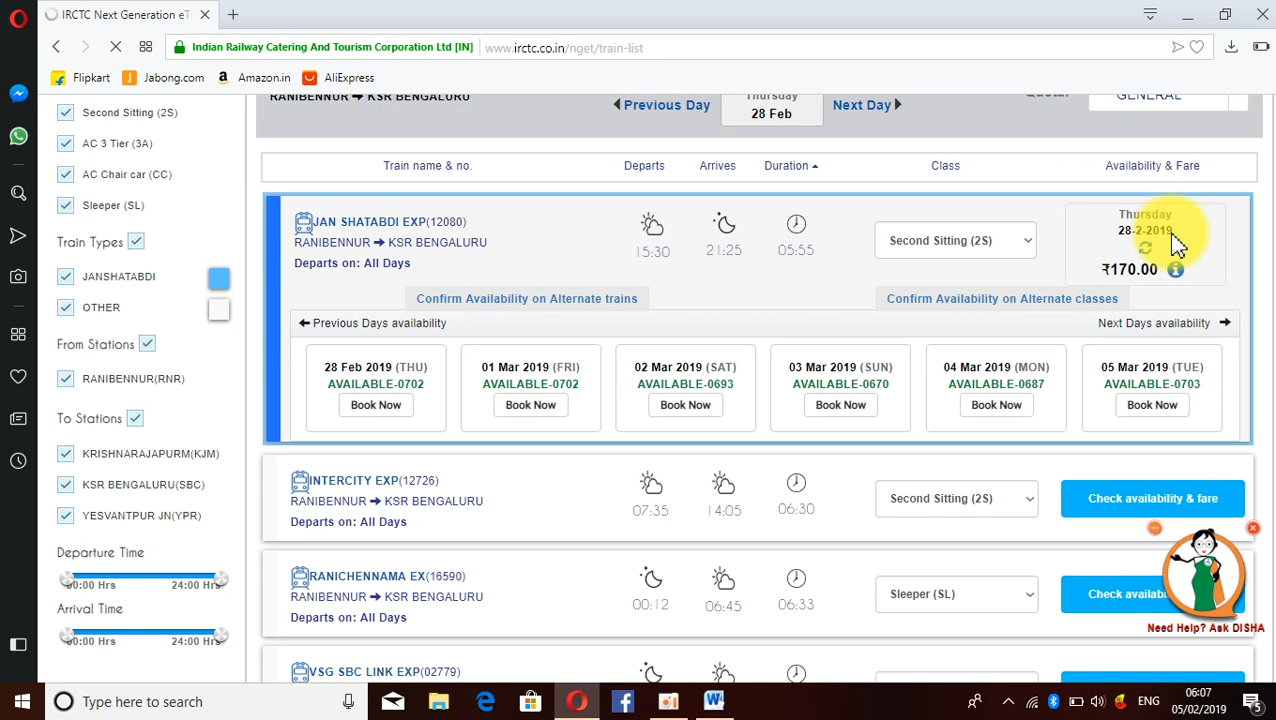 IRCTC Next Generation eTi
Indian Railway Catering And Tourism Corporation Ltd [IN]
www.irctc.co.in/nget/train-list
Flipkart
Jabong.com
Amazon.in
AliExpress
RANIBENNUR KSR BENGALURU
Previous Day
Thursday
28 Feb
Next Day
Quota:
GENERAL
Second Sitting (2S)
AC 3 Tier (3A)
AC Chair car (CC)
Sleeper (SL)
Train Types
JANSHATABDI
OTHER
From Stations
RANIBENNUR(RNR)
To Stations
KRISHNARAJAPURM(KJM)
KSR BENGALURU(SBC)
YESVANTPUR JN(YPR)
Departure Time
00:00 Hrs
24:00 Hrs
Arrival Time
00:00 Hrs
24:00 Hrs
Train name & no.
Departs
Arrives
Duration
Class
Availability & Fare
JAN SHATABDI EXP(12080)
RANIBENNUR KSR BENGALURU
Departs on: All Days
15:30
21:25
05:55
Second Sitting (2S)
Thursday
28-2-2019
₹170.00
Confirm Availability on Alternate trains
Confirm Availability on Alternate classes
Previous Days availability
Next Days availability
28 Feb 2019 (THU)
AVAILABLE-0702
Book Now
01 Mar 2019 (FRI)
AVAILABLE-0702
Book Now
02 Mar 2019 (SAT)
AVAILABLE-0693
Book Now
03 Mar 2019 (SUN)
AVAILABLE-0670
Book Now
04 Mar 2019 (MON)
AVAILABLE-0687
Book Now
05 Mar 2019 (TUE)
AVAILABLE-0703
Book Now
INTERCITY EXP(12726)
RANIBENNUR KSR BENGALURU
Departs on: All Days
07:35
14:05
06:30
Second Sitting (2S)
Check availability & fare
RANICHENNAMA EX(16590)
RANIBENNUR KSR BENGALURU
Departs on: All Days
00:12
06:45
06:33
Sleeper (SL)
Check availab
Need Help? Ask DISHA
VSG SBC LINK EXP(02779)
Type here to search
ENG
06:07
05/02/2019
5